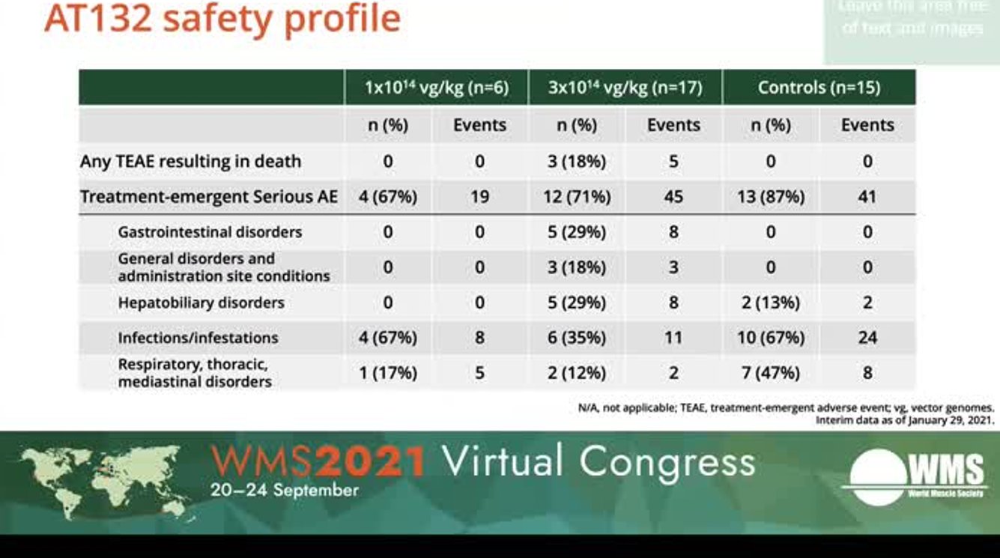 AT132 safety profile
Leave this area free
of text and images
1x10¹⁴ vg/kg (n=6) 3x10¹⁴ vg/kg (n=17) Controls (n=15)
n (%) Events n (%) Events n (%) Events
Any TEAE resulting in death 0 0 3 (18%) 5 0 0
Treatment-emergent Serious AE 4 (67%) 19 12 (71%) 45 13 (87%) 41
Gastrointestinal disorders 0 0 5 (29%) 8 0 0
General disorders and
administration site conditions 0 0 3 (18%) 3 0 0
Hepatobiliary disorders 0 0 5 (29%) 8 2 (13%) 2
Infections/infestations 4 (67%) 8 6 (35%) 11 10 (67%) 24
Respiratory, thoracic,
mediastinal disorders 1 (17%) 5 2 (12%) 2 7 (47%) 8
N/A, not applicable; TEAE, treatment-emergent adverse event; vg, vector genomes.
Interim data as of January 29, 2021.
WMS2021 Virtual Congress
20–24 September
WMS
World Muscle Society